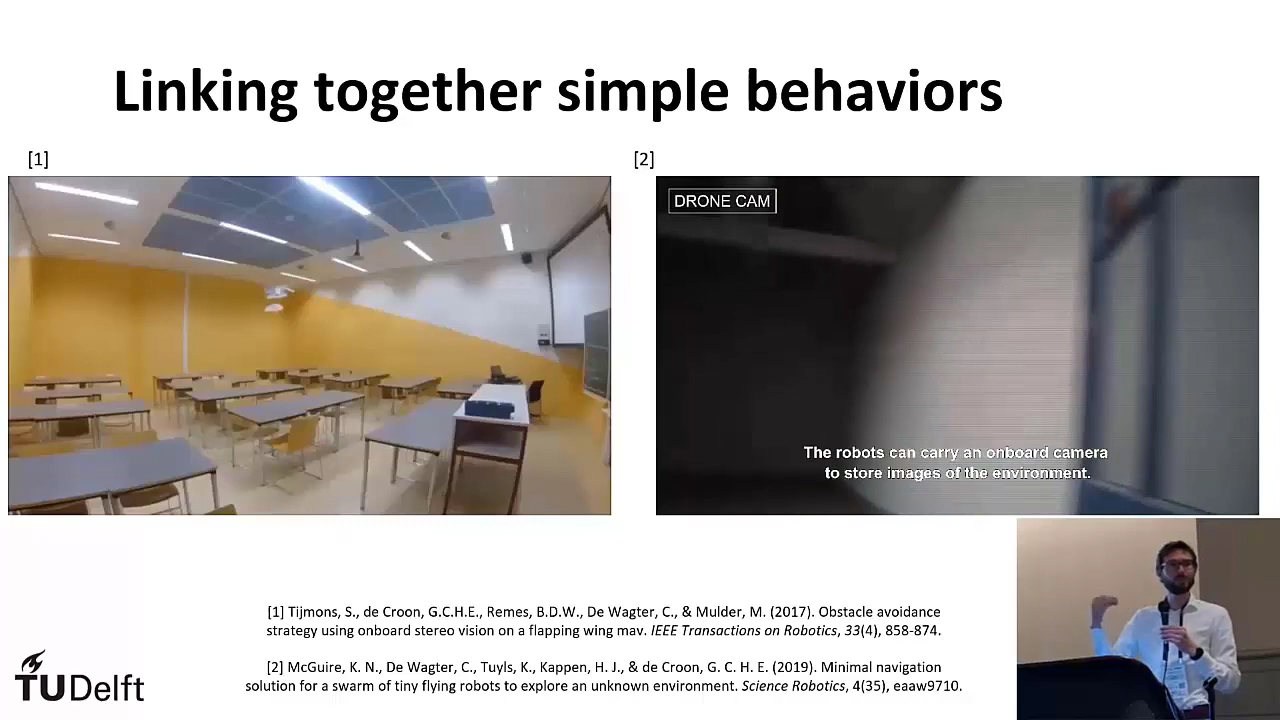 Linking together simple behaviors
[1]
[2]
DRONE CAM
The robots can carry an onboard camera
to store images of the environment.
[1] Tijmons, S., de Croon, G.C.H.E., Remes, B.D.W., De Wagter, C., & Mulder, M. (2017). Obstacle avoidance
strategy using onboard stereo vision on a flapping wing mav. IEEE Transactions on Robotics, 33(4), 858-874.
[2] McGuire, K. N., De Wagter, C., Tuyls, K., Kappen, H. J., & de Croon, G. C. H. E. (2019). Minimal navigation
solution for a swarm of tiny flying robots to explore an unknown environment. Science Robotics, 4(35), eaaw9710.
TUDelft